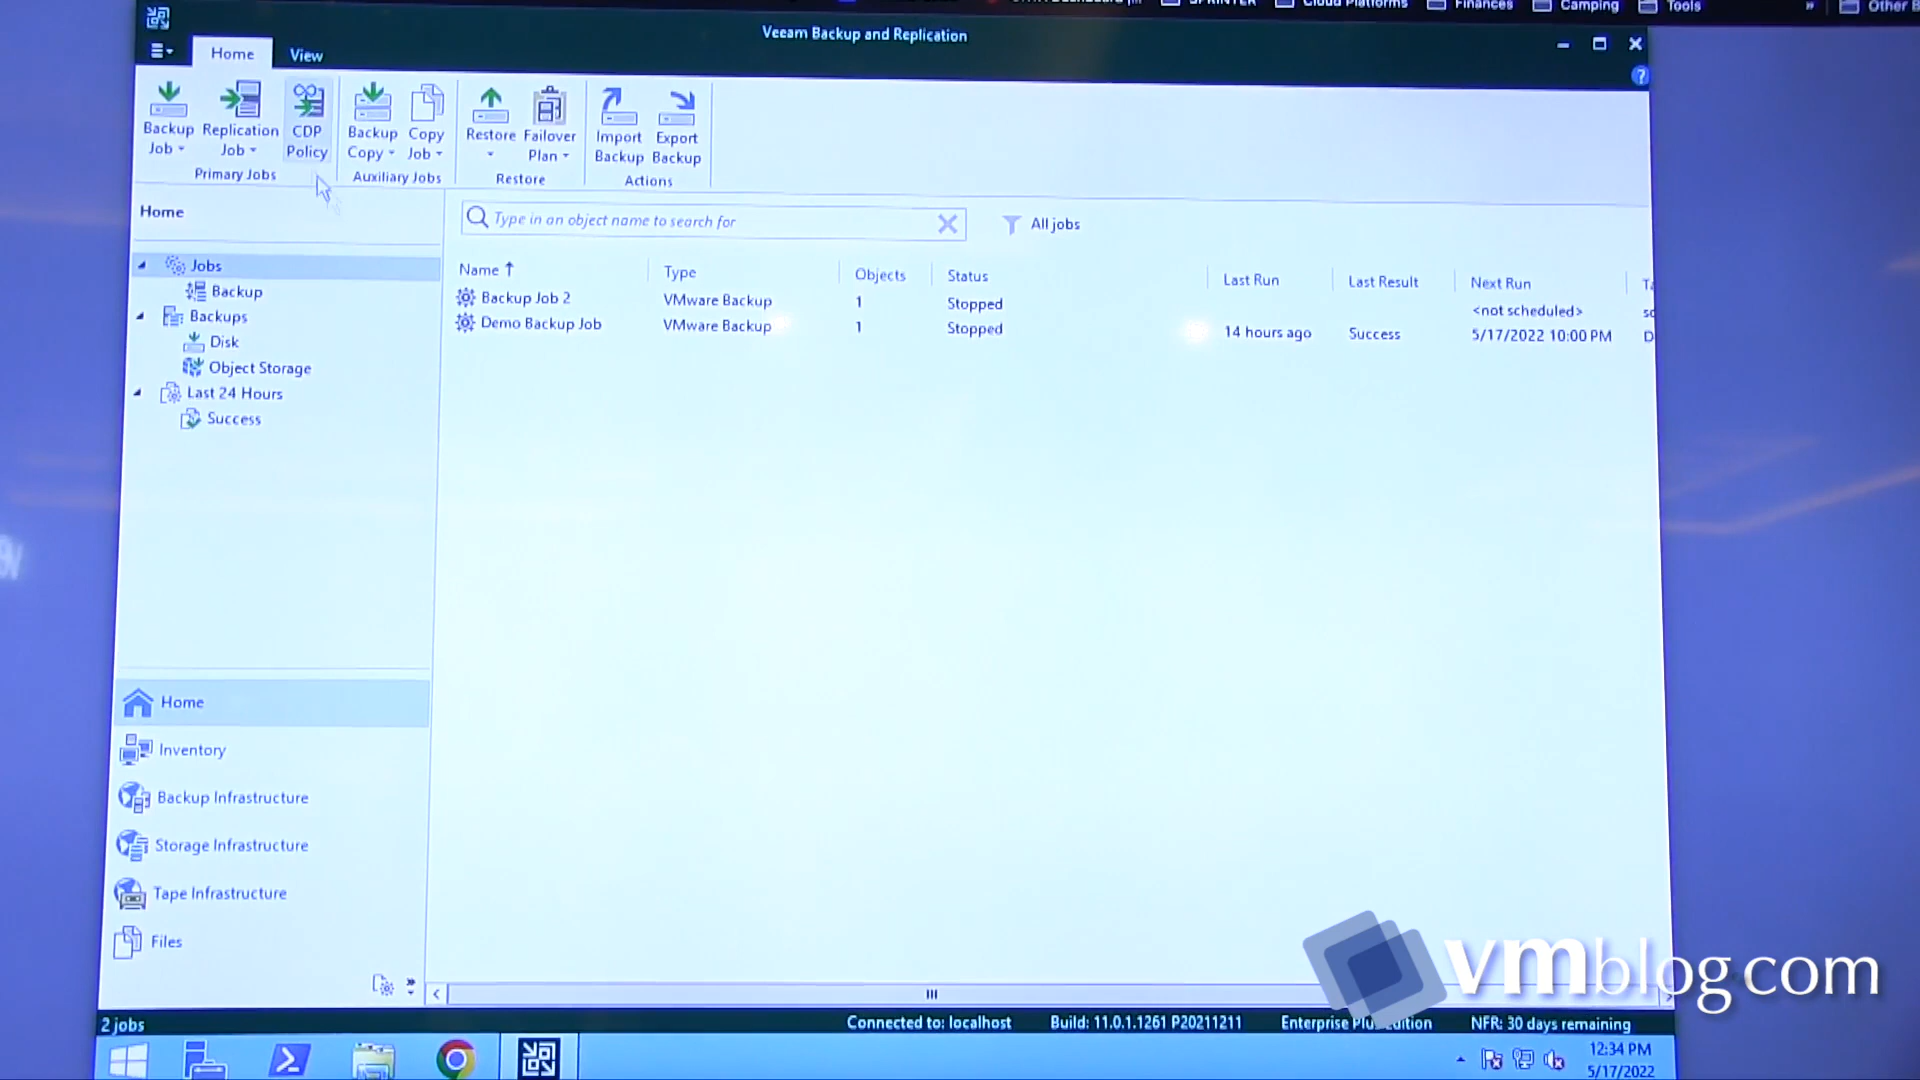 Cloud Platforms
Finances
Camping
Tools
Veeam Backup and Replication
Home
View
Backup Job
Replication Job
CDP Policy
Backup Copy
Copy Job
Restore
Failover Plan
Import Backup
Export Backup
Primary Jobs
Auxiliary Jobs
Restore
Actions
Home
Type in an object name to search for
All jobs
Jobs
Backup
Backups
Disk
Object Storage
Last 24 Hours
Success
Name
Type
Objects
Status
Last Run
Last Result
Next Run
Backup Job 2
VMware Backup
1
Stopped
<not scheduled>
Demo Backup Job
VMware Backup
1
Stopped
14 hours ago
Success
5/17/2022 10:00 PM
Home
Inventory
Backup Infrastructure
Storage Infrastructure
Tape Infrastructure
Files
vmblog.com
2 jobs
Connected to: localhost
Build: 11.0.1.1261 P20211211
Enterprise Plus Edition
NFR: 30 days remaining
12:34 PM
5/17/2022